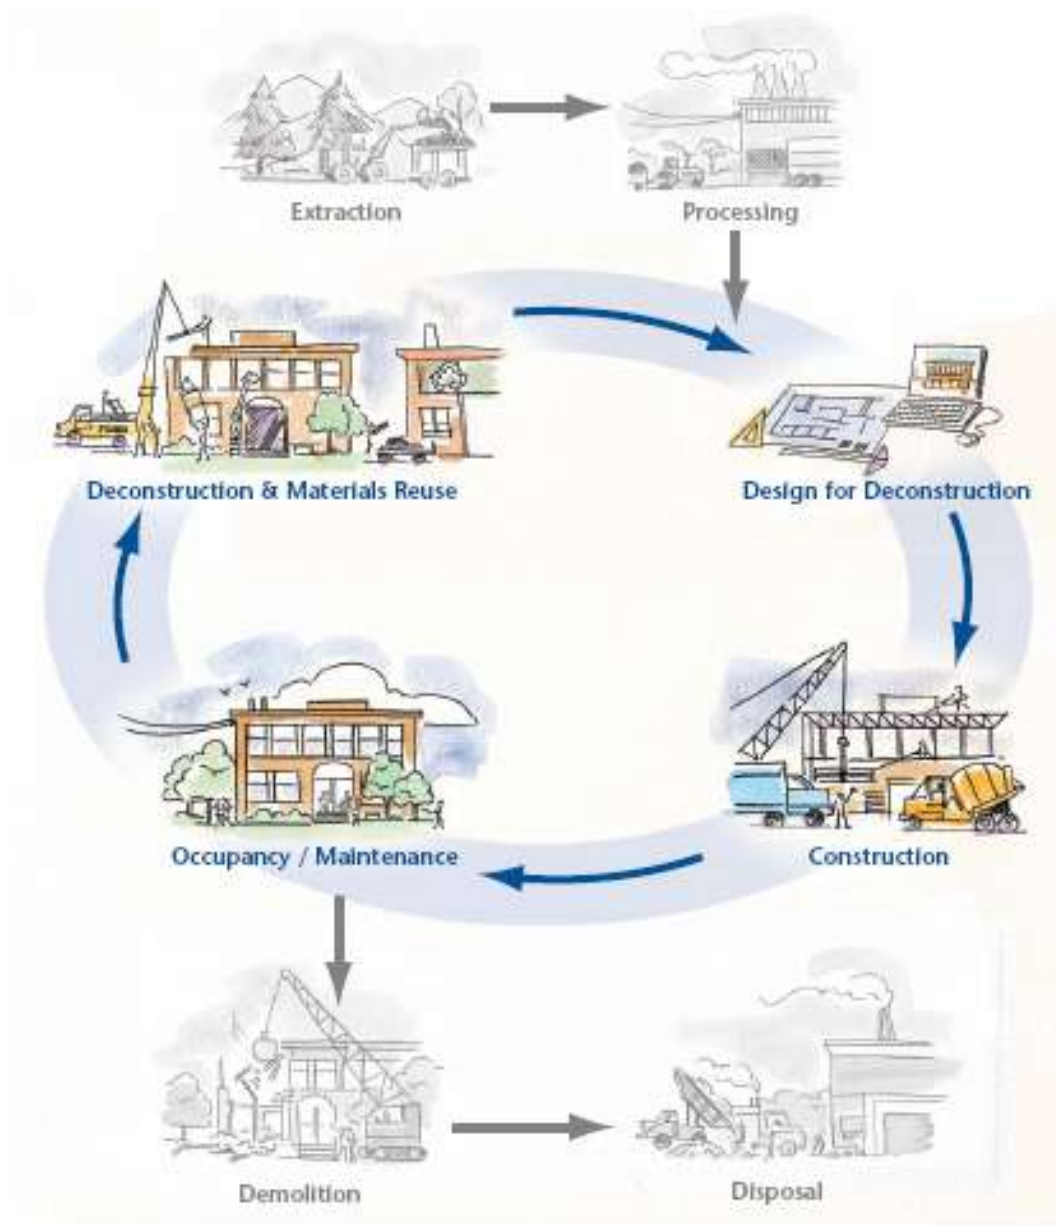 Extraction
Processing
Deconstruction & Materials Reuse
Design for Deconstruction
Occupancy / Maintenance
Construction
Demolition
Disposal